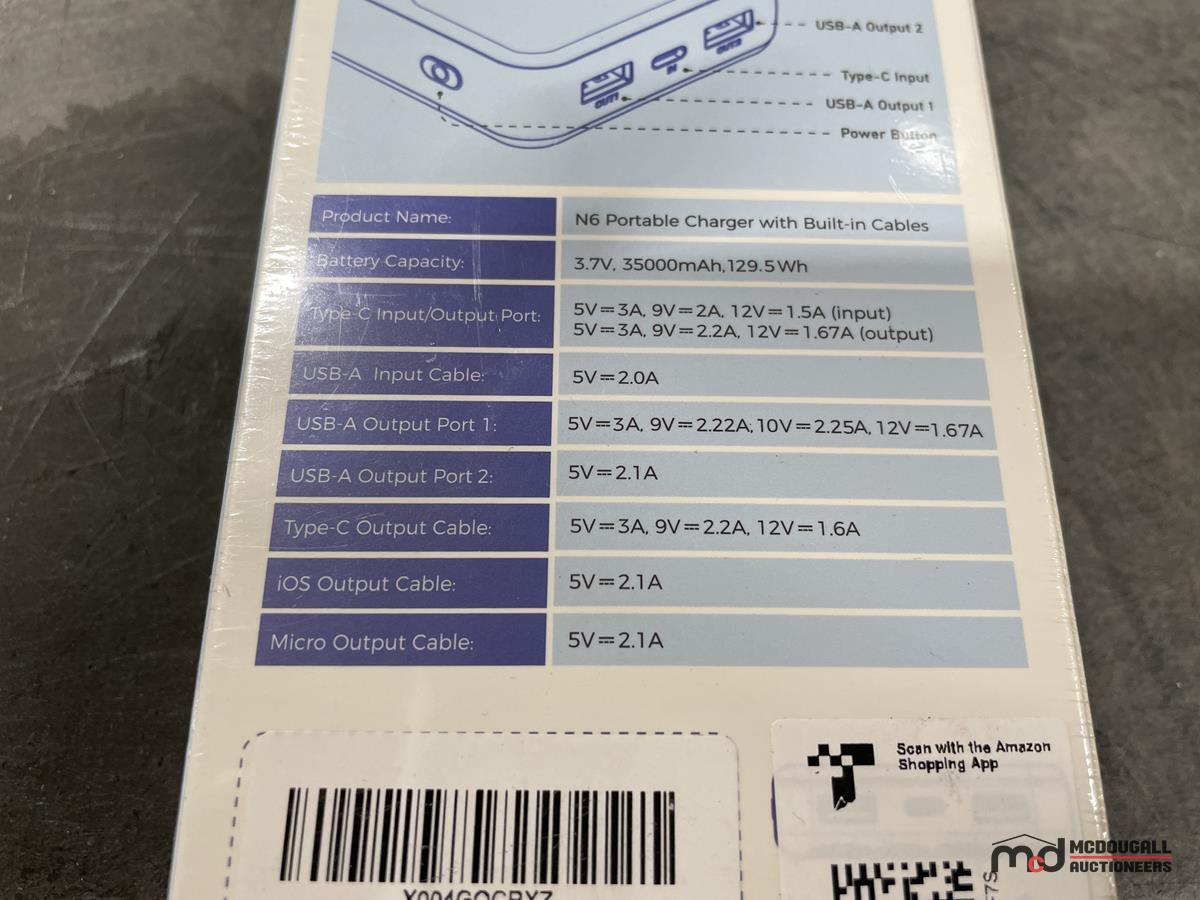 USB-A Output 2
OUT2
Type-C Input
IN
USB-A Output 1
OUT1
Power Button
Product Name: N6 Portable Charger with Built-in Cables
Battery Capacity: 3.7V, 35000mAh,129.5Wh
Type-C Input/Output Port: 5V⎓3A, 9V⎓2A, 12V⎓1.5A (input)
5V⎓3A, 9V⎓2.2A, 12V⎓1.67A (output)
USB-A Input Cable: 5V⎓2.0A
USB-A Output Port 1: 5V⎓3A, 9V⎓2.22A, 10V⎓2.25A, 12V⎓1.67A
USB-A Output Port 2: 5V⎓2.1A
Type-C Output Cable: 5V⎓3A, 9V⎓2.2A, 12V⎓1.6A
iOS Output Cable: 5V⎓2.1A
Micro Output Cable: 5V⎓2.1A
Scan with the Amazon
Shopping App
mcd MCDOUGALL
AUCTIONEERS